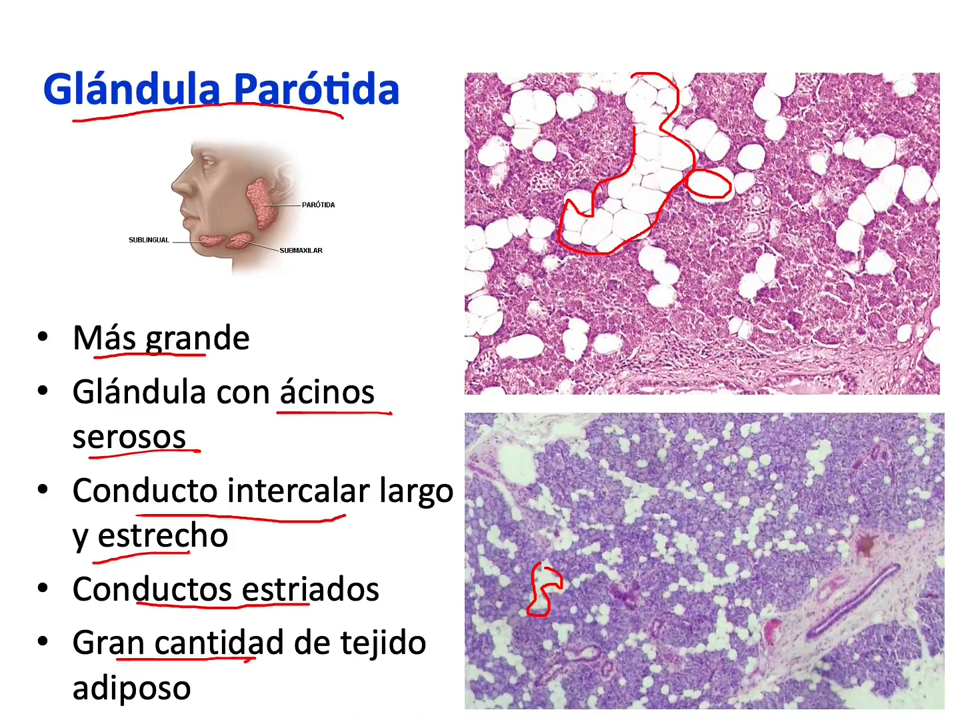 Glándula Parótida
PARÓTIDA
SUBLINGUAL
SUBMAXILAR
• Más grande
• Glándula con ácinos
serosos
• Conducto intercalar largo
y estrecho
• Conductos estriados
• Gran cantidad de tejido
adiposo